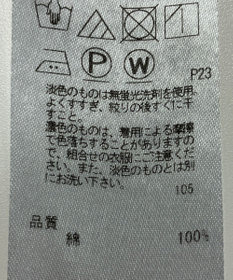 P W
P23
淡色のものは無蛍光洗剤を使用、
よくすすぎ、絞りの後すぐに干
すこと。
濃色のものは、着用による摩擦
で色落ちすることがありますの
で、組合せの衣服にご注意くだ
さい。また、淡色のものとは別
にお洗い下さい。
105
品質
綿 100%